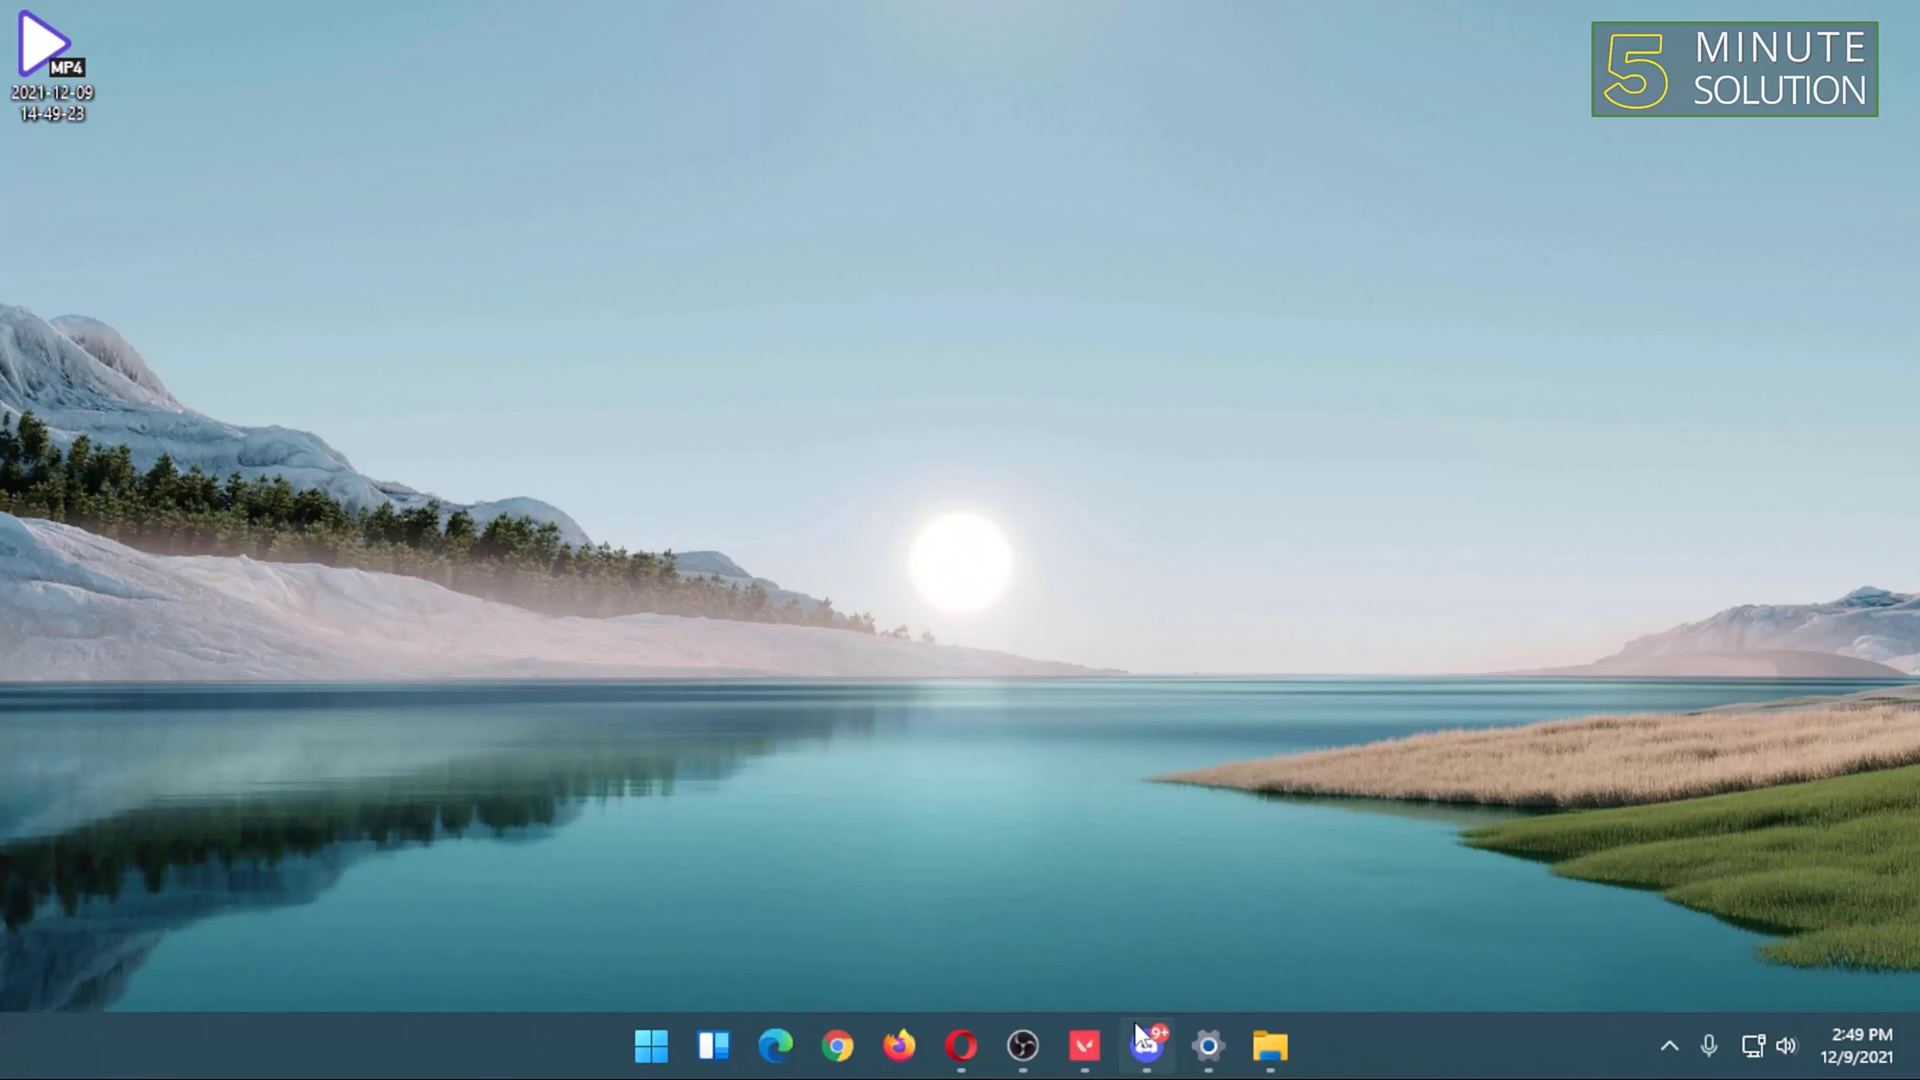 MP4
2021-12-09
14-49-23
5 MINUTE
SOLUTION
9+
2:49 PM
12/9/2021